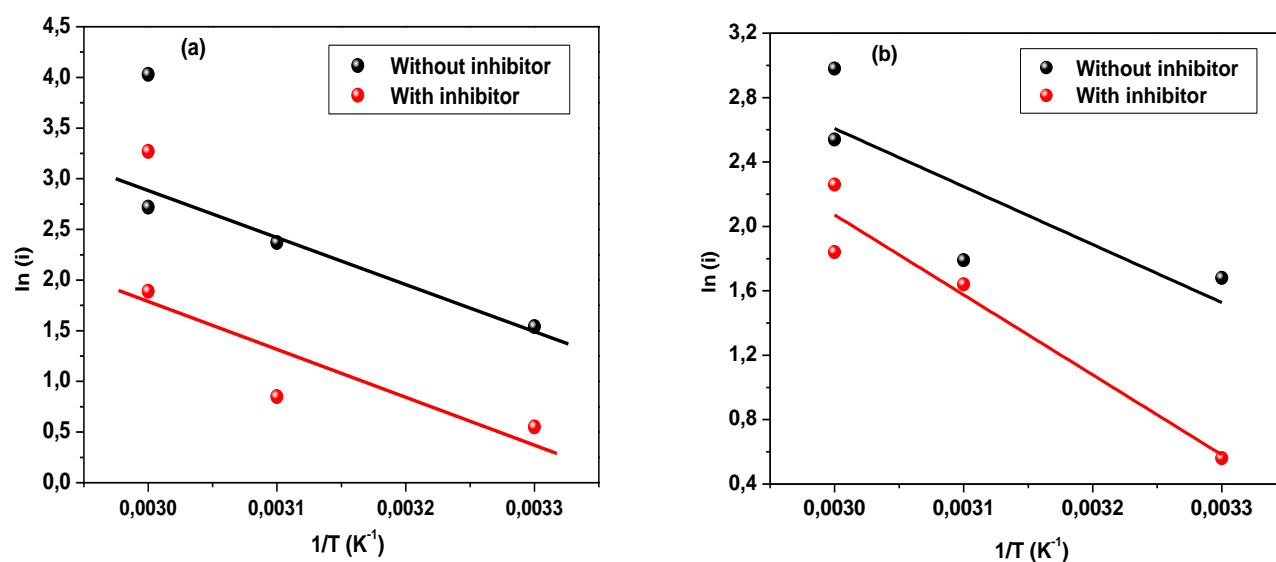 (a)
Without inhibitor
With inhibitor
4,5
4,0
3,5
3,0
2,5
2,0
1,5
1,0
0,5
0,0
ln (i)
0,0030
0,0031
0,0032
0,0033
1/T (K⁻¹)
(b)
Without inhibitor
With inhibitor
3,2
2,8
2,4
2,0
1,6
1,2
0,8
0,4
ln (i)
0,0030
0,0031
0,0032
0,0033
1/T (K⁻¹)